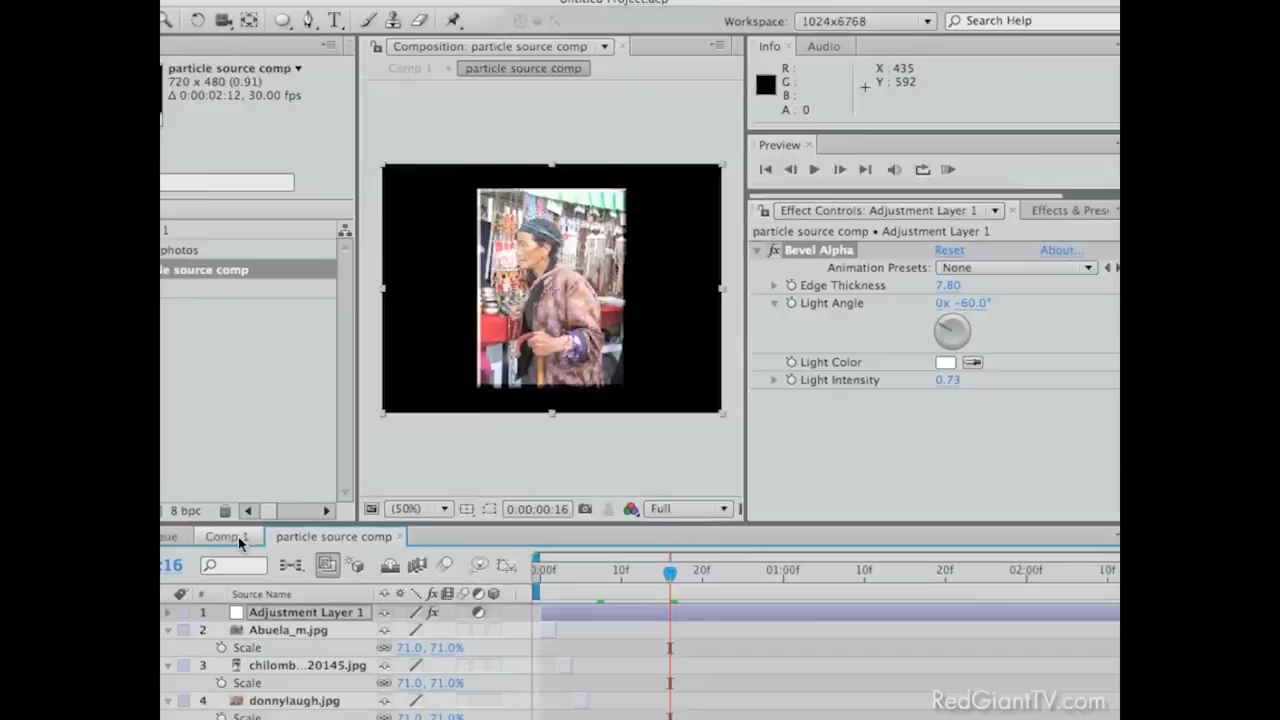 Untitled Project.aep
T
Workspace: 1024x6768
Search Help
particle source comp
720 x 480 (0.91)
Δ 0:00:02:12, 30.00 fps
Composition: particle source comp
Comp 1
particle source comp
Info
Audio
R :
G :
B :
A : 0
X : 435
Y : 592
Preview
Effect Controls: Adjustment Layer 1
Effects & Pres
particle source comp • Adjustment Layer 1
fx Bevel Alpha
Reset
About...
Animation Presets: None
Edge Thickness
7.80
Light Angle
0x -60.0°
Light Color
Light Intensity
0.73
1
photos
le source comp
8 bpc
(50%)
0:00:00:16
Full
eue
Comp 1
particle source comp
:16
0:00f
10f
20f
01:00f
10f
20f
02:00f
10f
#
Source Name
fx
1
Adjustment Layer 1
fx
2
Abuela_m.jpg
Scale
71.0, 71.0%
3
chilomb...20145.jpg
Scale
71.0, 71.0%
4
donnylaugh.jpg
Scale
71.0, 71.0%
RedGiantTV.com